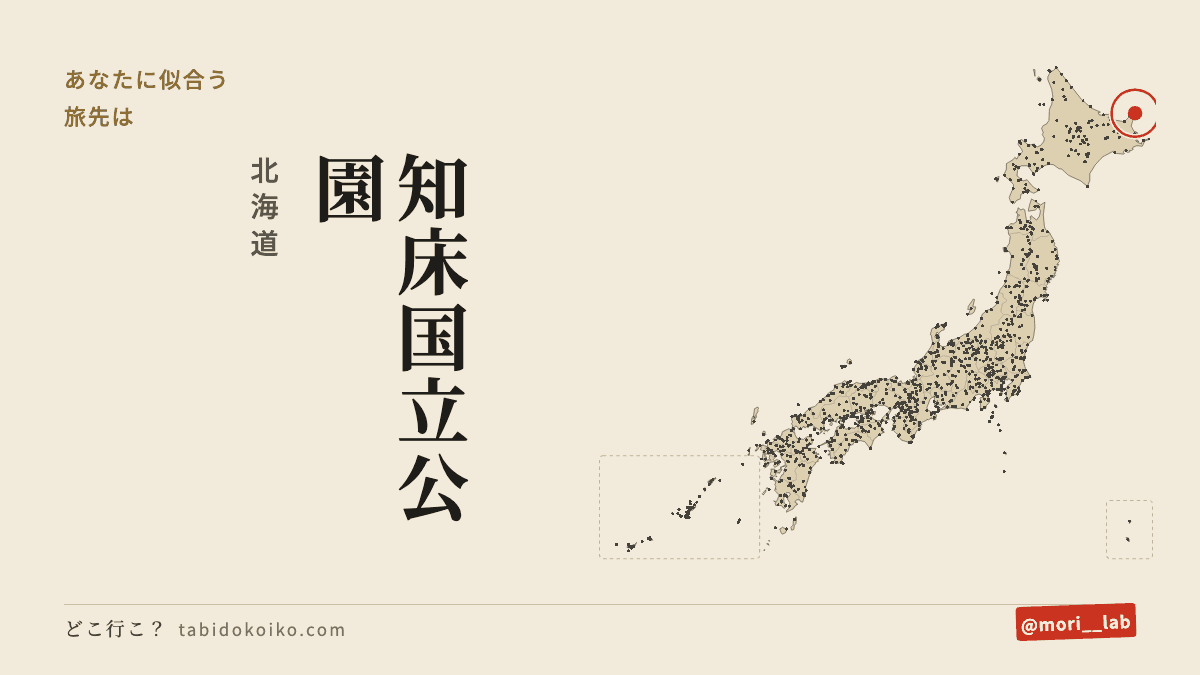 あなたに似合う
旅先は
知床国立公
園
北海道
どこ行こ？ tabidokoiko.com
@mori__lab